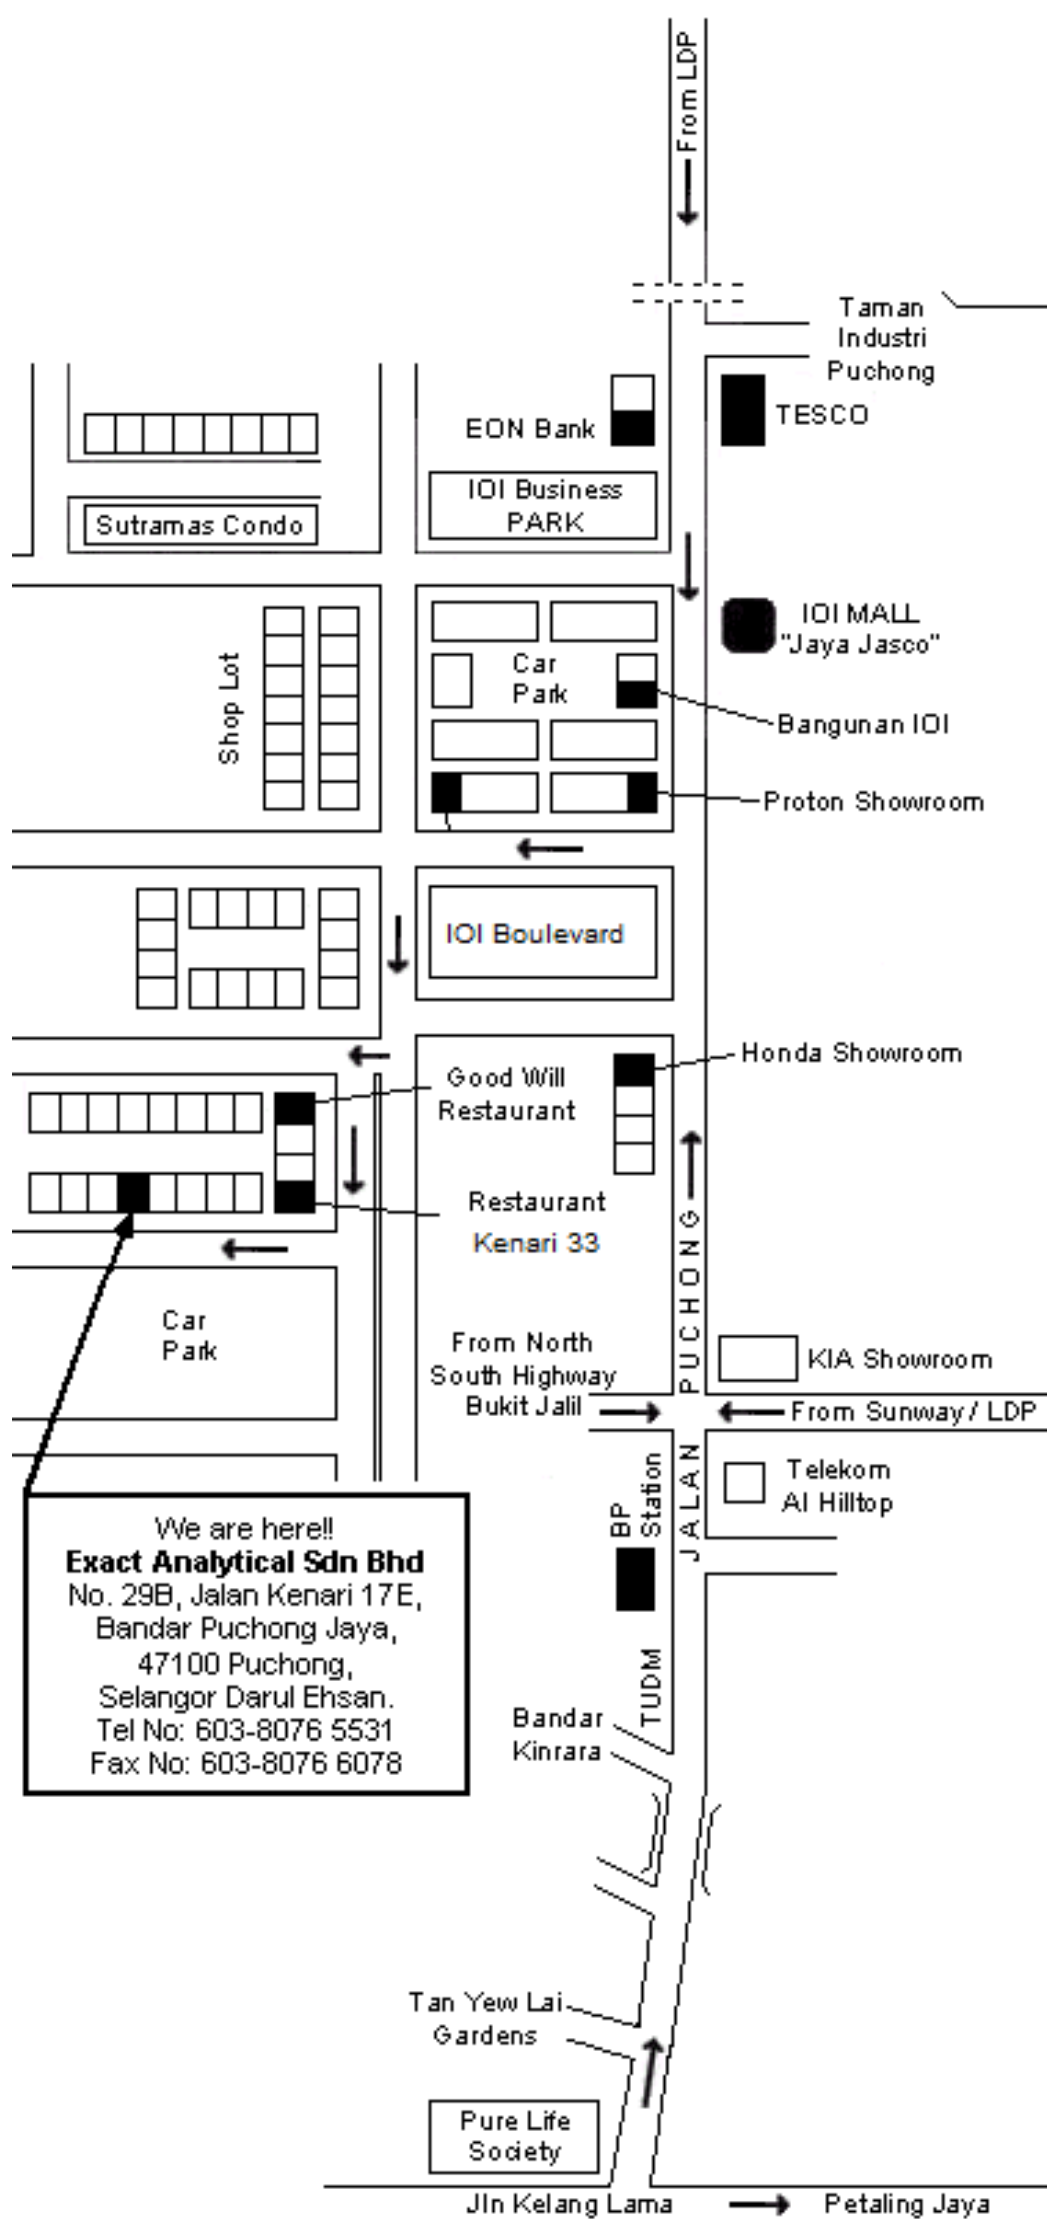 From LDP
Taman
Industri
Puchong
TESCO
EON Bank
IOI Business
PARK
Sutramas Condo
IOI MALL
"Jaya Jasco"
Shop Lot
Car
Park
Bangunan IOI
Proton Showroom
IOI Boulevard
Honda Showroom
Good Will
Restaurant
Restaurant
Kenari 33
Car
Park
From North
South Highway
Bukit Jalil
JALAN PUCHONG
KIA Showroom
From Sunway / LDP
BP
Station
Telekom
AI Hilltop
We are here!!
Exact Analytical Sdn Bhd
No. 29B, Jalan Kenari 17E,
Bandar Puchong Jaya,
47100 Puchong,
Selangor Darul Ehsan.
Tel No: 603-8076 5531
Fax No: 603-8076 6078
TUDM
Bandar
Kinrara
Tan Yew Lai
Gardens
Pure Life
Society
Jln Kelang Lama
Petaling Jaya